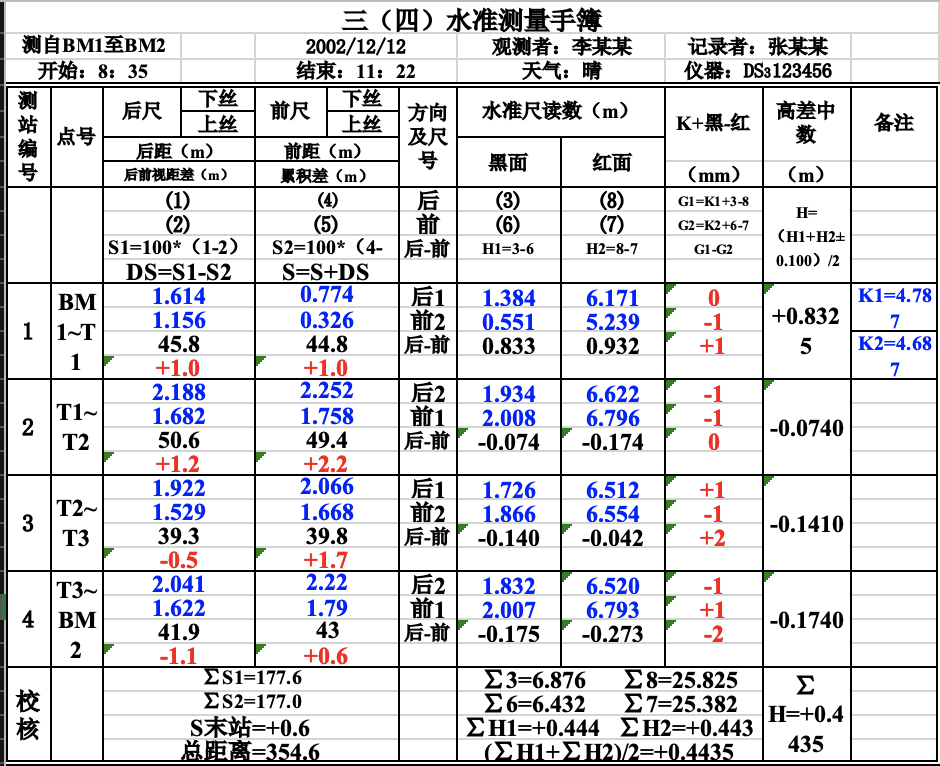 三（四）水准测量手簿
测自BM1至BM2 2002/12/12 观测者：李某某 记录者：张某某
开始：8：35 结束：11：22 天气：晴 仪器：DS3123456
测站编号 点号 后尺 下丝 前尺 下丝 方向及尺号 水准尺读数（m） K+黑-红 高差中数 备注
上丝 上丝
后距（m） 前距（m） 黑面 红面
后前视距差（m） 累积差（m） （mm） （m）
(1) (4) 后 (3) (8) G1=K1+3-8 H=
(2) (5) 前 (6) (7) G2=K2+6-7 （H1+H2±
S1=100*（1-2） S2=100*（4- 后-前 H1=3-6 H2=8-7 G1-G2 0.100）/2
DS=S1-S2 S=S+DS
1 BM1~T1 1.614 0.774 后1 1.384 6.171 0 +0.8325 K1=4.787
1.156 0.326 前2 0.551 5.239 -1
45.8 44.8 后-前 0.833 0.932 +1 K2=4.687
+1.0 +1.0
2 T1~T2 2.188 2.252 后2 1.934 6.622 -1 -0.0740
1.682 1.758 前1 2.008 6.796 -1
50.6 49.4 后-前 -0.074 -0.174 0
+1.2 +2.2
3 T2~T3 1.922 2.066 后1 1.726 6.512 +1 -0.1410
1.529 1.668 前2 1.866 6.554 -1
39.3 39.8 后-前 -0.140 -0.042 +2
-0.5 +1.7
4 T3~BM2 2.041 2.22 后2 1.832 6.520 -1 -0.1740
1.622 1.79 前1 2.007 6.793 +1
41.9 43 后-前 -0.175 -0.273 -2
-1.1 +0.6
校核 ΣS1=177.6 Σ3=6.876 Σ8=25.825 ΣH=+0.4435
ΣS2=177.0 Σ6=6.432 Σ7=25.382
S末站=+0.6 ΣH1=+0.444 ΣH2=+0.443
总距离=354.6 (ΣH1+ΣH2)/2=+0.4435